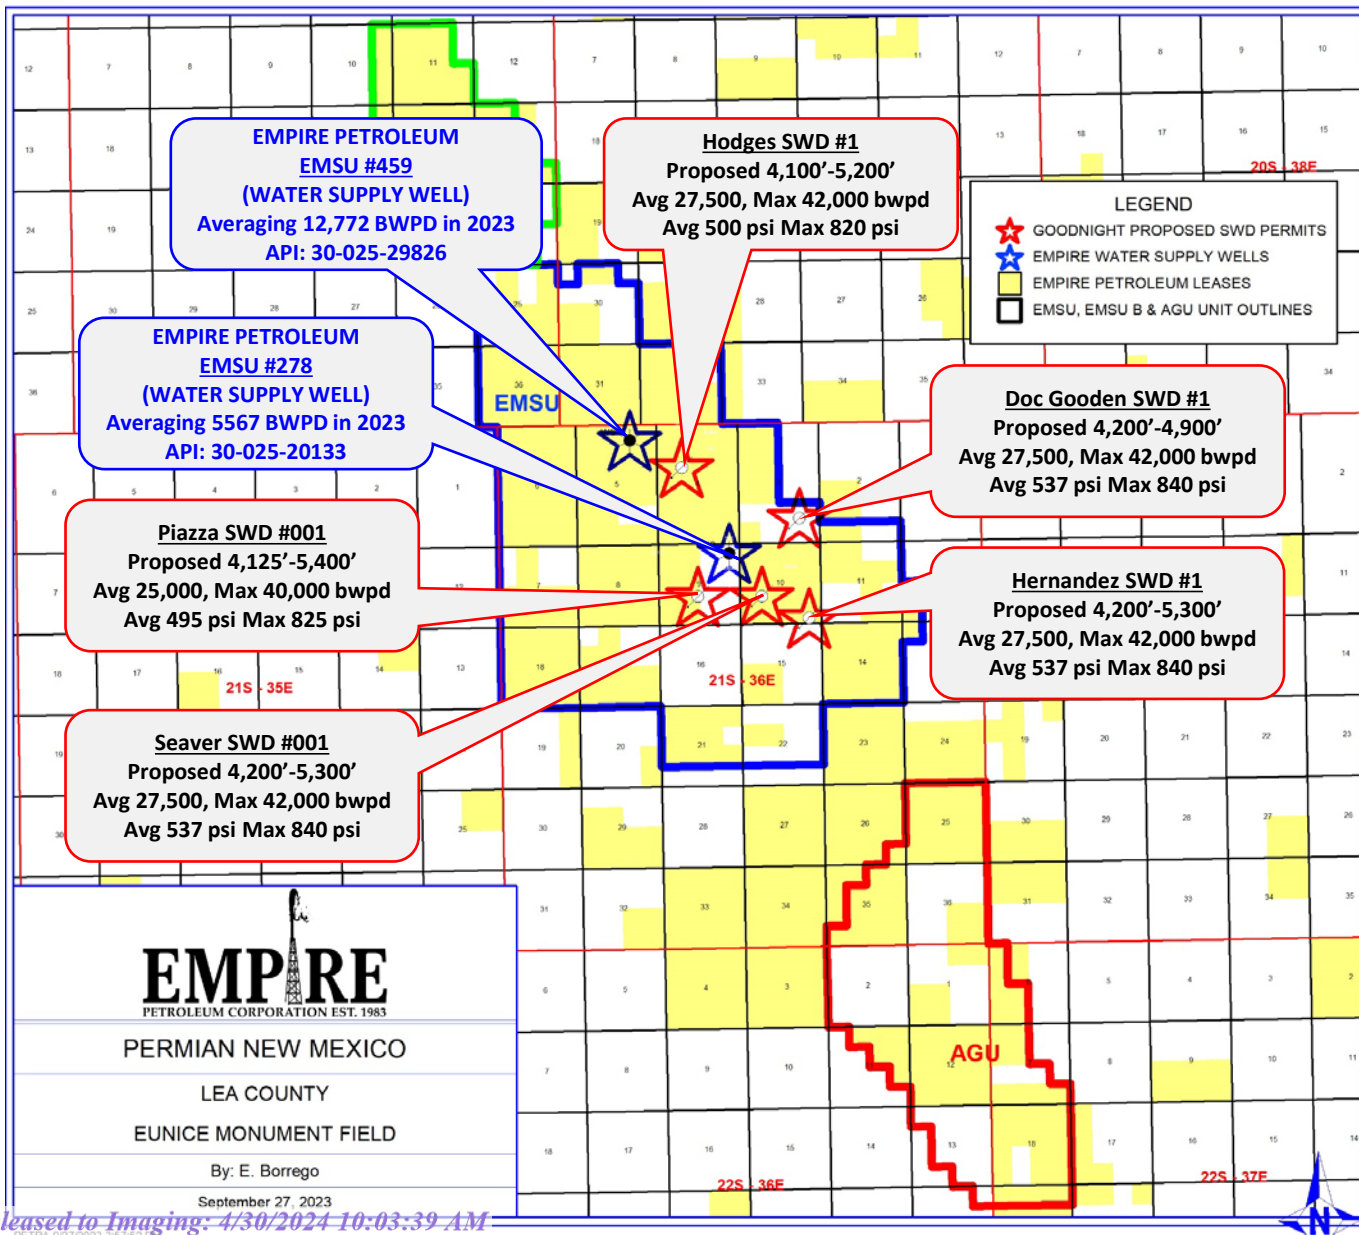 EMPIRE PETROLEUM
EMSU #459
(WATER SUPPLY WELL)
Averaging 12,772 BWPD in 2023
API: 30-025-29826
Hodges SWD #1
Proposed 4,100’-5,200’
Avg 27,500, Max 42,000 bwpd
Avg 500 psi Max 820 psi
20S - 38E
LEGEND
GOODNIGHT PROPOSED SWD PERMITS
EMPIRE WATER SUPPLY WELLS
EMPIRE PETROLEUM LEASES
EMSU, EMSU B & AGU UNIT OUTLINES
EMPIRE PETROLEUM
EMSU #278
(WATER SUPPLY WELL)
Averaging 5567 BWPD in 2023
API: 30-025-20133
EMSU
Doc Gooden SWD #1
Proposed 4,200’-4,900’
Avg 27,500, Max 42,000 bwpd
Avg 537 psi Max 840 psi
Piazza SWD #001
Proposed 4,125’-5,400’
Avg 25,000, Max 40,000 bwpd
Avg 495 psi Max 825 psi
Hernandez SWD #1
Proposed 4,200’-5,300’
Avg 27,500, Max 42,000 bwpd
Avg 537 psi Max 840 psi
21S - 35E
21S - 36E
Seaver SWD #001
Proposed 4,200’-5,300’
Avg 27,500, Max 42,000 bwpd
Avg 537 psi Max 840 psi
EMPIRE
PETROLEUM CORPORATION EST. 1983
PERMIAN NEW MEXICO
LEA COUNTY
EUNICE MONUMENT FIELD
By: E. Borrego
September 27, 2023
AGU
22S - 36E
22S - 37E
N
leased to Imaging: 4/30/2024 10:03:39 AM